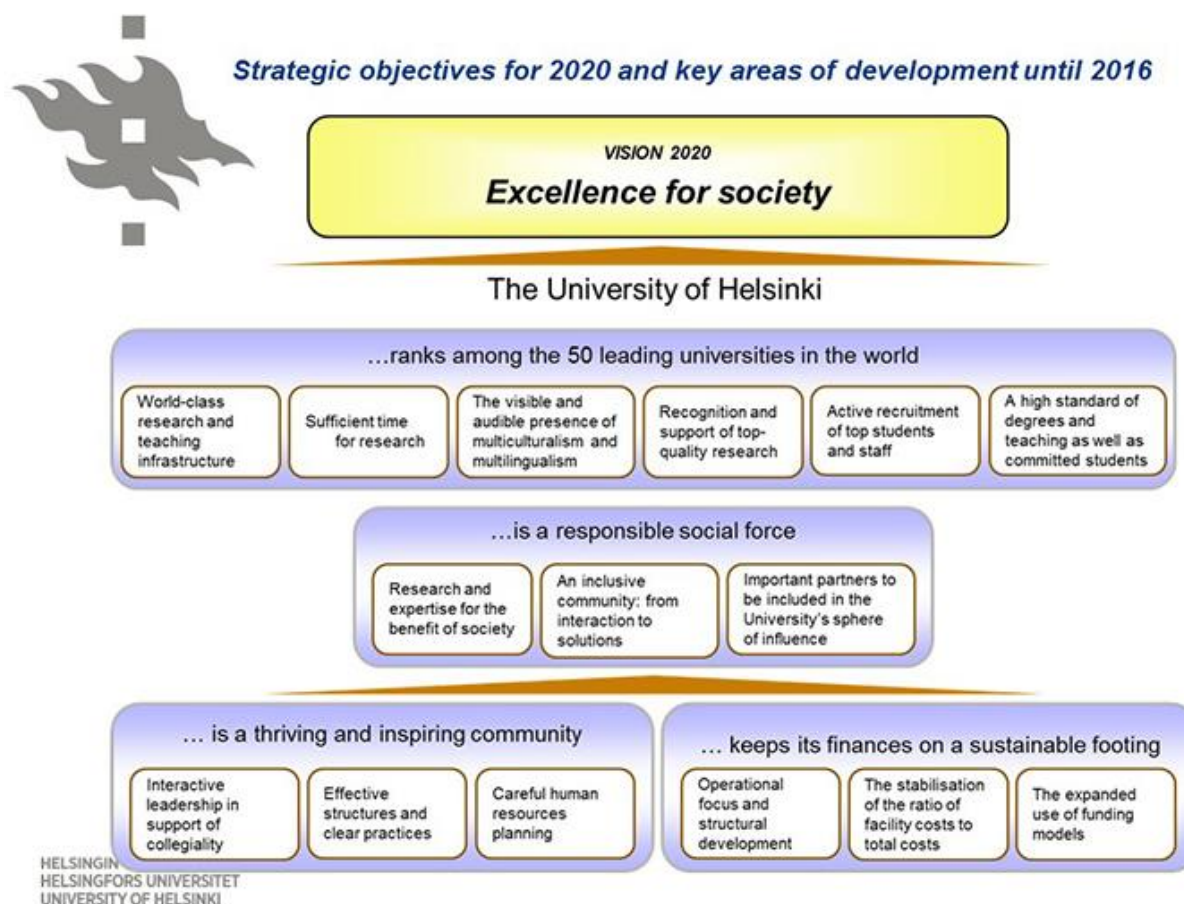 Strategic objectives for 2020 and key areas of development until 2016
VISION 2020
Excellence for society
The University of Helsinki
…ranks among the 50 leading universities in the world
World-class
research and
teaching
infrastructure
Sufficient time
for research
The visible and
audible presence of
multiculturalism and
multilingualism
Recognition and
support of top-
quality research
Active recruitment
of top students
and staff
A high standard of
degrees and
teaching as well as
committed students
…is a responsible social force
Research and
expertise for the
benefit of society
An inclusive
community: from
interaction to
solutions
Important partners to
be included in the
University's sphere
of influence
… is a thriving and inspiring community
Interactive
leadership in
support of
collegiality
Effective
structures and
clear practices
Careful human
resources
planning
… keeps its finances on a sustainable footing
Operational
focus and
structural
development
The stabilisation
of the ratio of
facility costs to
total costs
The expanded
use of funding
models
HELSINGIN
HELSINGFORS UNIVERSITET
UNIVERSITY OF HELSINKI